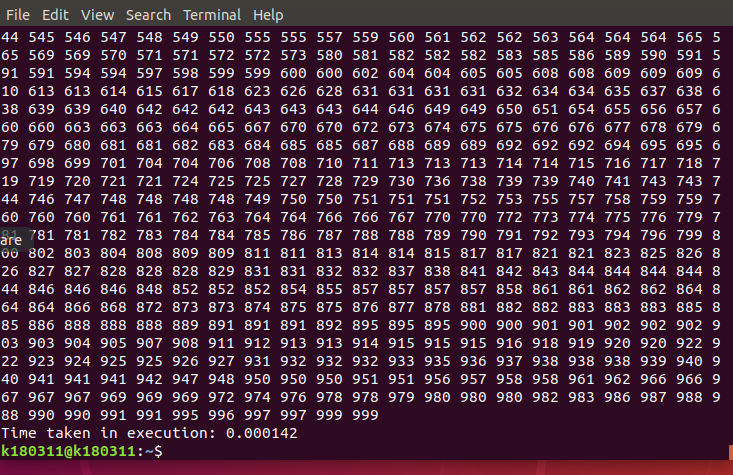 File Edit View Search Terminal Help
44 545 546 547 548 549 550 555 555 557 559 560 561 562 562 563 564 564 564 565 5
65 569 569 570 571 571 572 572 573 580 581 582 582 582 583 585 586 589 590 591 5
91 591 594 594 597 598 599 599 600 600 602 604 604 605 605 608 608 609 609 609 6
10 613 613 614 615 617 618 623 626 628 631 631 631 631 632 634 634 635 637 638 6
38 639 639 640 642 642 642 643 643 643 644 646 649 649 650 651 654 655 656 657 6
60 660 663 663 663 664 665 667 670 670 672 673 674 675 675 676 676 677 678 679 6
79 679 680 681 681 682 683 684 685 685 687 688 689 689 692 692 692 694 695 695 6
97 698 699 701 704 704 706 708 708 710 711 713 713 713 714 714 715 716 717 718 7
19 719 720 721 721 724 725 725 727 728 729 730 736 738 739 739 740 741 743 743 7
44 746 747 748 748 748 748 749 750 750 751 751 751 752 753 755 757 758 759 759 7
60 760 760 761 761 762 763 764 764 766 766 767 770 770 772 773 774 775 776 779 7
81 781 781 782 783 784 784 785 786 787 788 788 789 790 791 792 793 794 796 799 8
are
00 802 803 804 808 809 809 811 811 813 814 814 815 817 817 821 821 823 825 826 8
26 827 827 828 828 828 829 831 831 832 832 837 838 841 842 843 844 844 844 844 8
44 846 846 846 848 852 852 852 854 855 857 857 857 857 858 861 861 862 862 864 8
64 864 866 868 872 873 873 874 875 875 876 877 878 881 882 882 883 883 883 885 8
85 886 888 888 888 889 891 891 891 892 895 895 895 900 900 901 901 902 902 902 9
03 903 904 905 907 908 911 912 913 913 914 915 915 915 916 918 919 920 920 922 9
22 923 924 925 925 926 927 931 932 932 932 933 935 936 937 938 938 938 939 940 9
40 941 941 941 942 947 948 950 950 950 951 951 956 957 958 958 961 962 966 966 9
67 967 967 969 969 969 972 974 976 978 978 979 980 980 980 982 983 986 987 988 9
88 990 990 991 991 995 996 997 997 999 999
Time taken in execution: 0.000142
k180311@k180311:~$